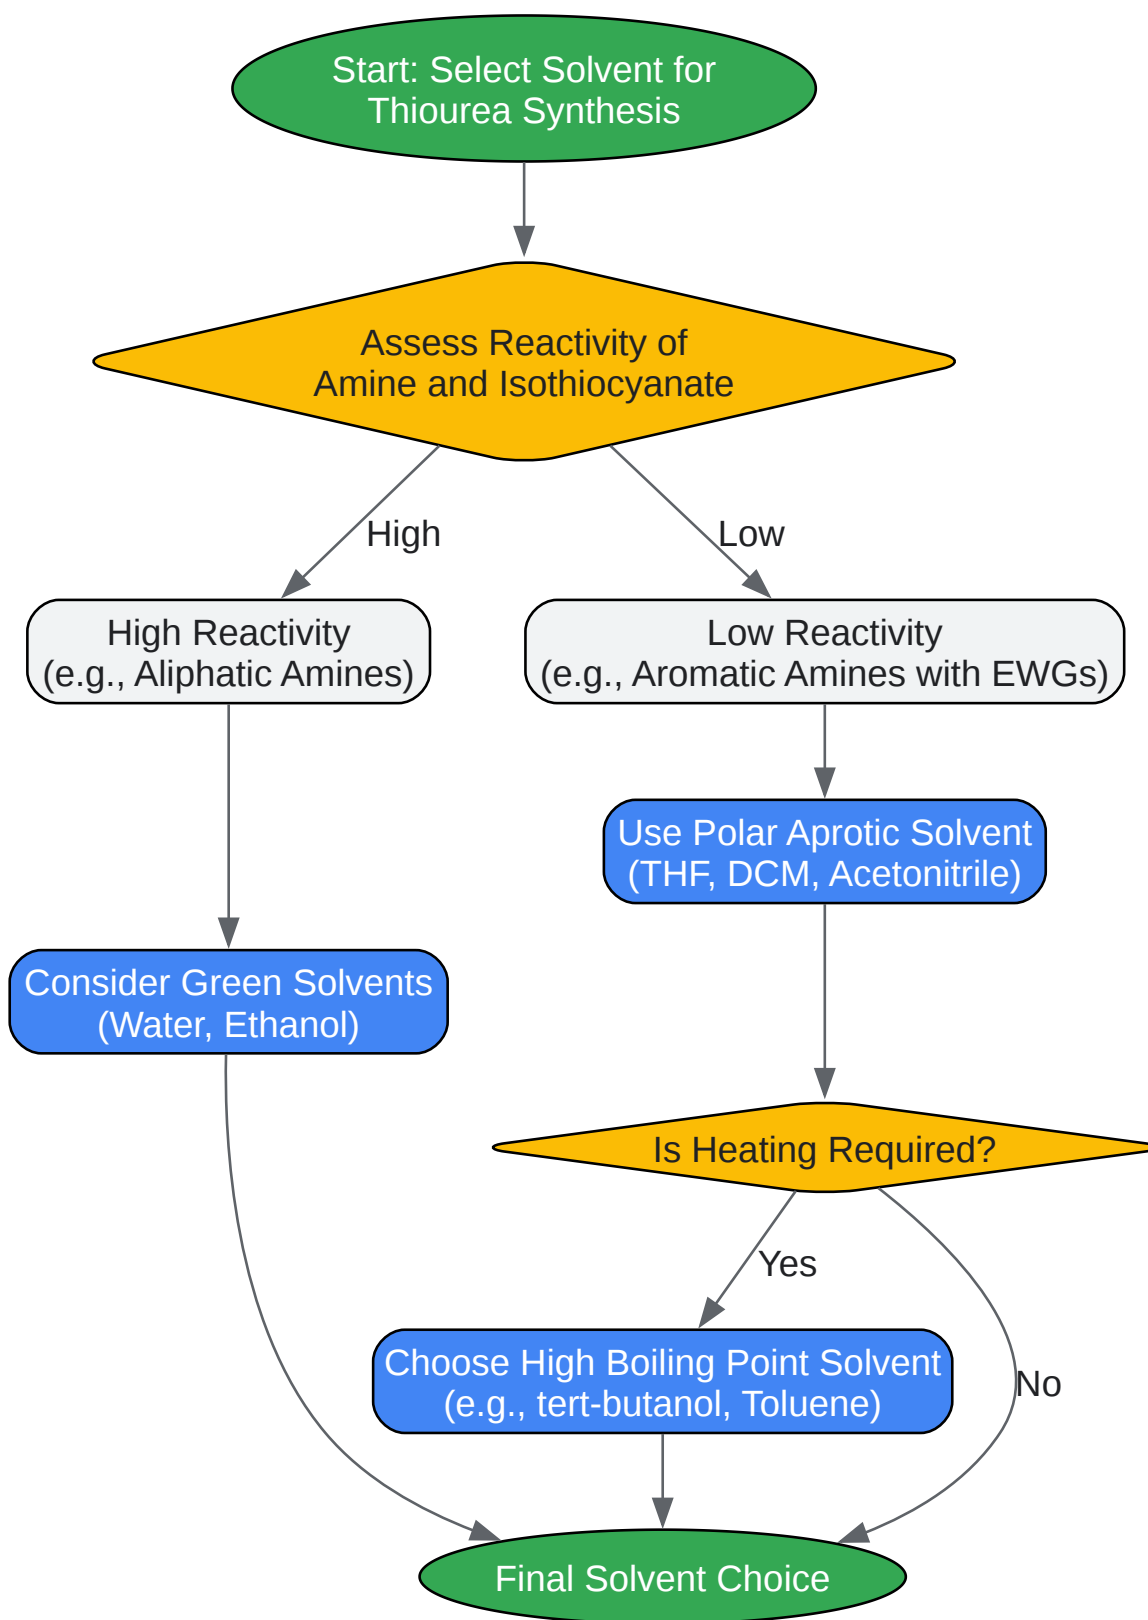 Start: Select Solvent for
Thiourea Synthesis
Assess Reactivity of
Amine and Isothiocyanate
High
Low
High Reactivity
(e.g., Aliphatic Amines)
Low Reactivity
(e.g., Aromatic Amines with EWGs)
Use Polar Aprotic Solvent
(THF, DCM, Acetonitrile)
Consider Green Solvents
(Water, Ethanol)
Is Heating Required?
Yes
Choose High Boiling Point Solvent
(e.g., tert-butanol, Toluene)
No
Final Solvent Choice